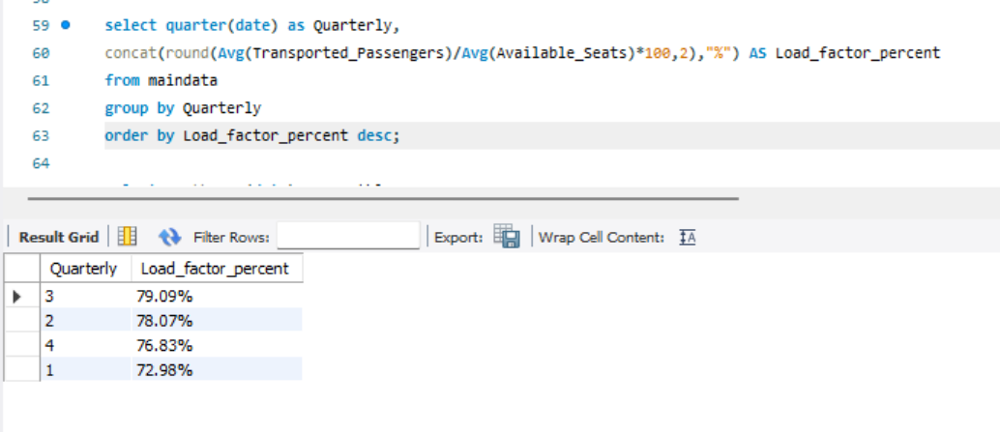 59 select quarter(date) as Quarterly,
60 concat(round(Avg(Transported_Passengers)/Avg(Available_Seats)*100,2),"%") AS Load_factor_percent
61 from maindata
62 group by Quarterly
63 order by Load_factor_percent desc;
64
Result Grid Filter Rows: Export: Wrap Cell Content:
Quarterly Load_factor_percent
3 79.09%
2 78.07%
4 76.83%
1 72.98%